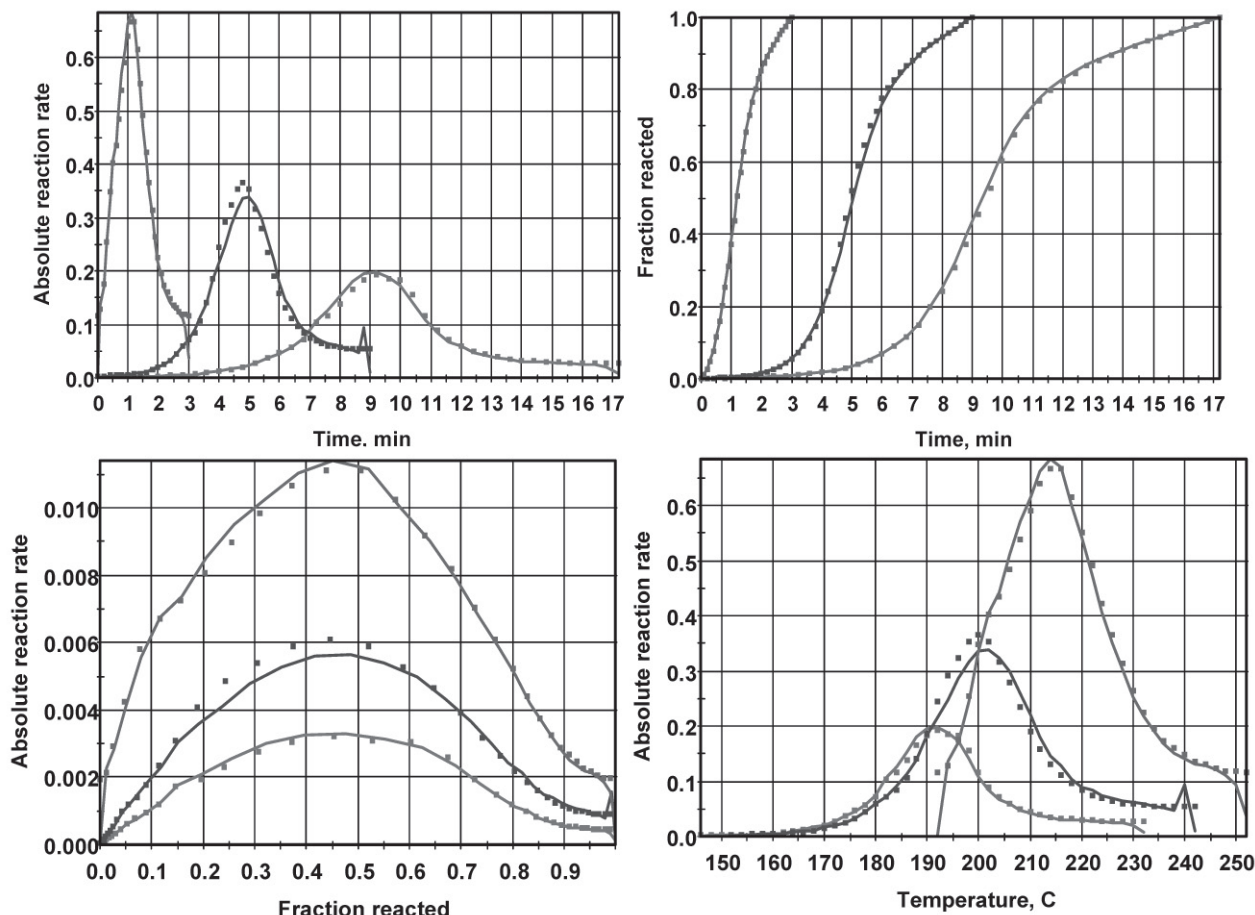 Absolute reaction rate
0.6
0.5
0.4
0.3
0.2
0.1
0.0
0 1 2 3 4 5 6 7 8 9 10 11 12 13 14 15 16 17
Time. min
Fraction reacted
1.0
0.8
0.6
0.4
0.2
0.0
0 1 2 3 4 5 6 7 8 9 10 11 12 13 14 15 16 17
Time, min
Absolute reaction rate
0.010
0.008
0.006
0.004
0.002
0.000
0.0 0.1 0.2 0.3 0.4 0.5 0.6 0.7 0.8 0.9
Fraction reacted
Absolute reaction rate
0.6
0.5
0.4
0.3
0.2
0.1
0.0
150 160 170 180 190 200 210 220 230 240 250
Temperature, C